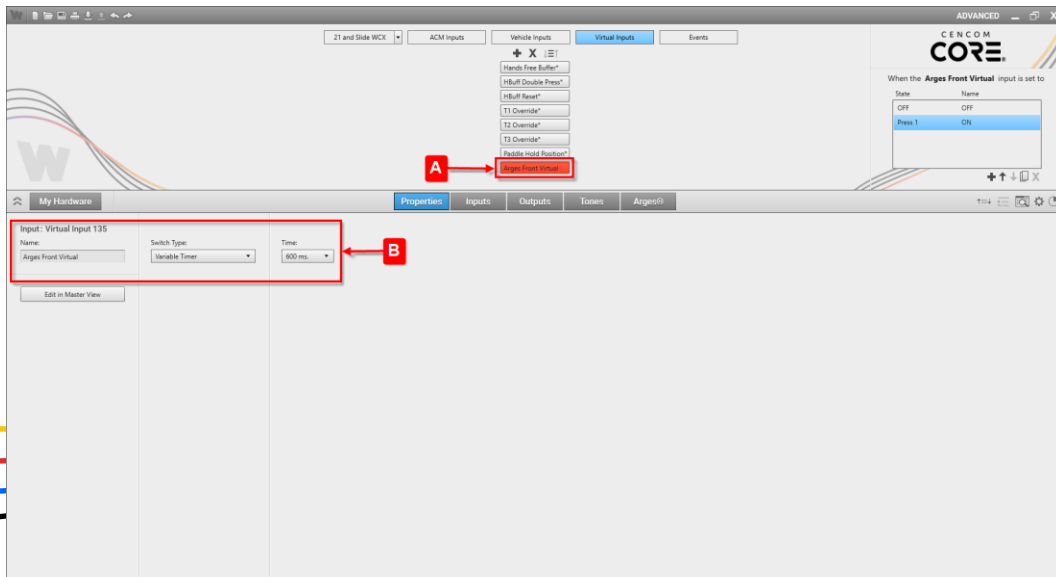 ADVANCED
21 and Slide WCX
ACM Inputs
Vehicle Inputs
Virtual Inputs
Events
Hands Free Buffer*
HBuff Double Press*
HBuff Reset*
T1 Override*
T2 Override*
T3 Override*
Paddle Hold Position*
Arges Front Virtual
A
CENCOM
CORE
When the Arges Front Virtual input is set to
State Name
OFF OFF
Press 1 ON
My Hardware
Properties
Inputs
Outputs
Tones
Arges®
Input: Virtual Input 135
Name: Switch Type: Time:
Arges Front Virtual Variable Timer 600 ms.
B
Edit in Master View